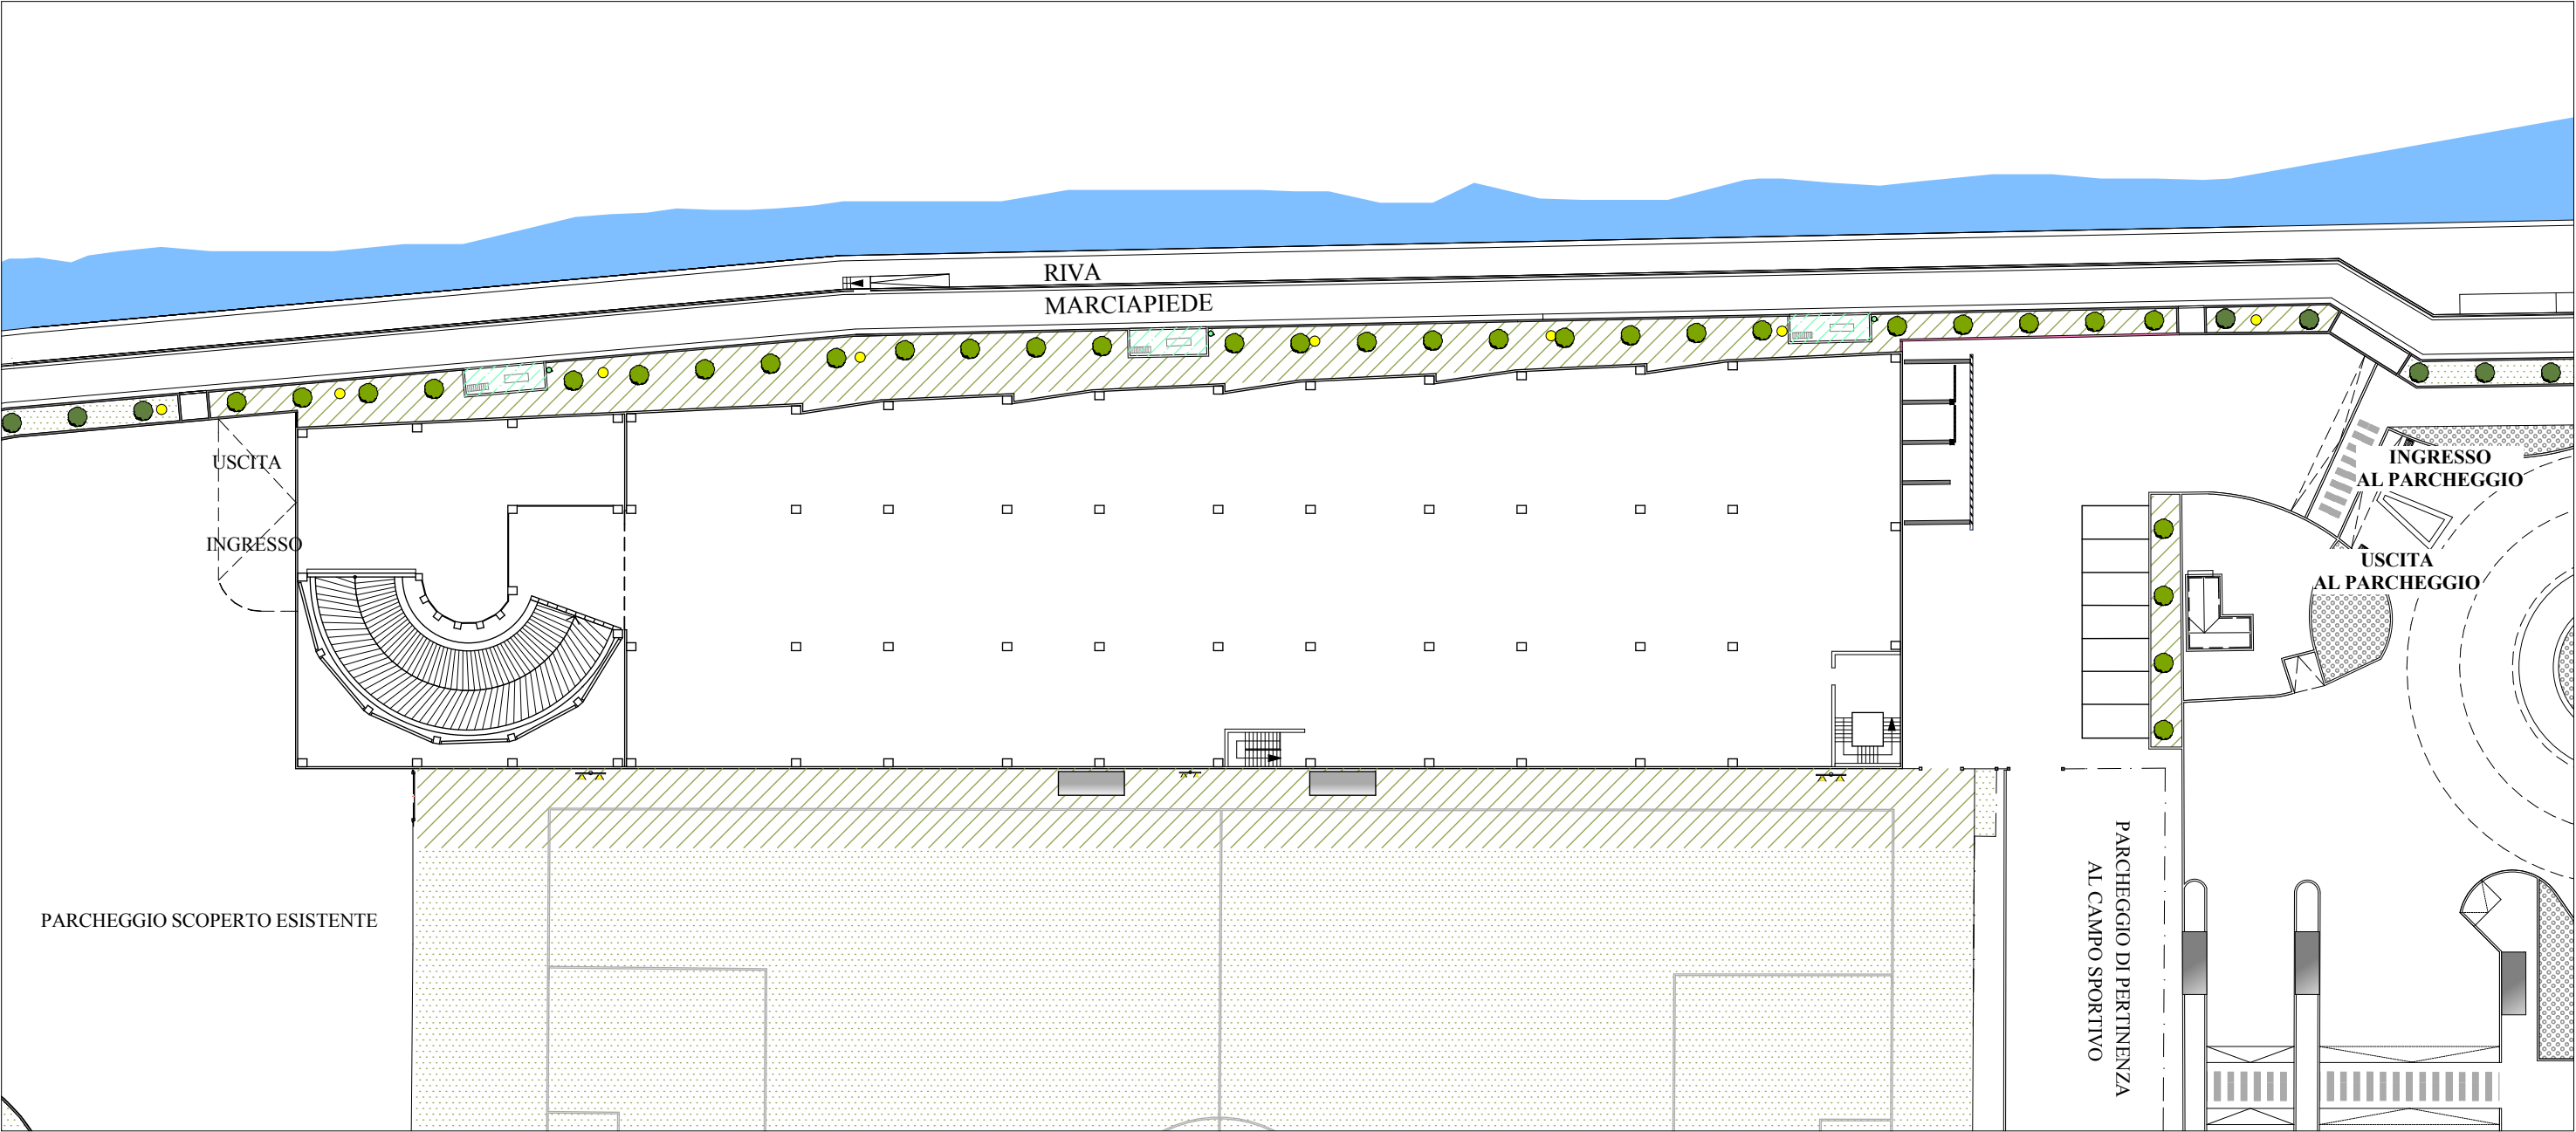 RIVA
MARCIAPIEDE
USCITA
INGRESSO
INGRESSO
AL PARCHEGGIO
USCITA
AL PARCHEGGIO
PARCHEGGIO SCOPERTO ESISTENTE
PARCHEGGIO DI PERTINENZA
AL CAMPO SPORTIVO